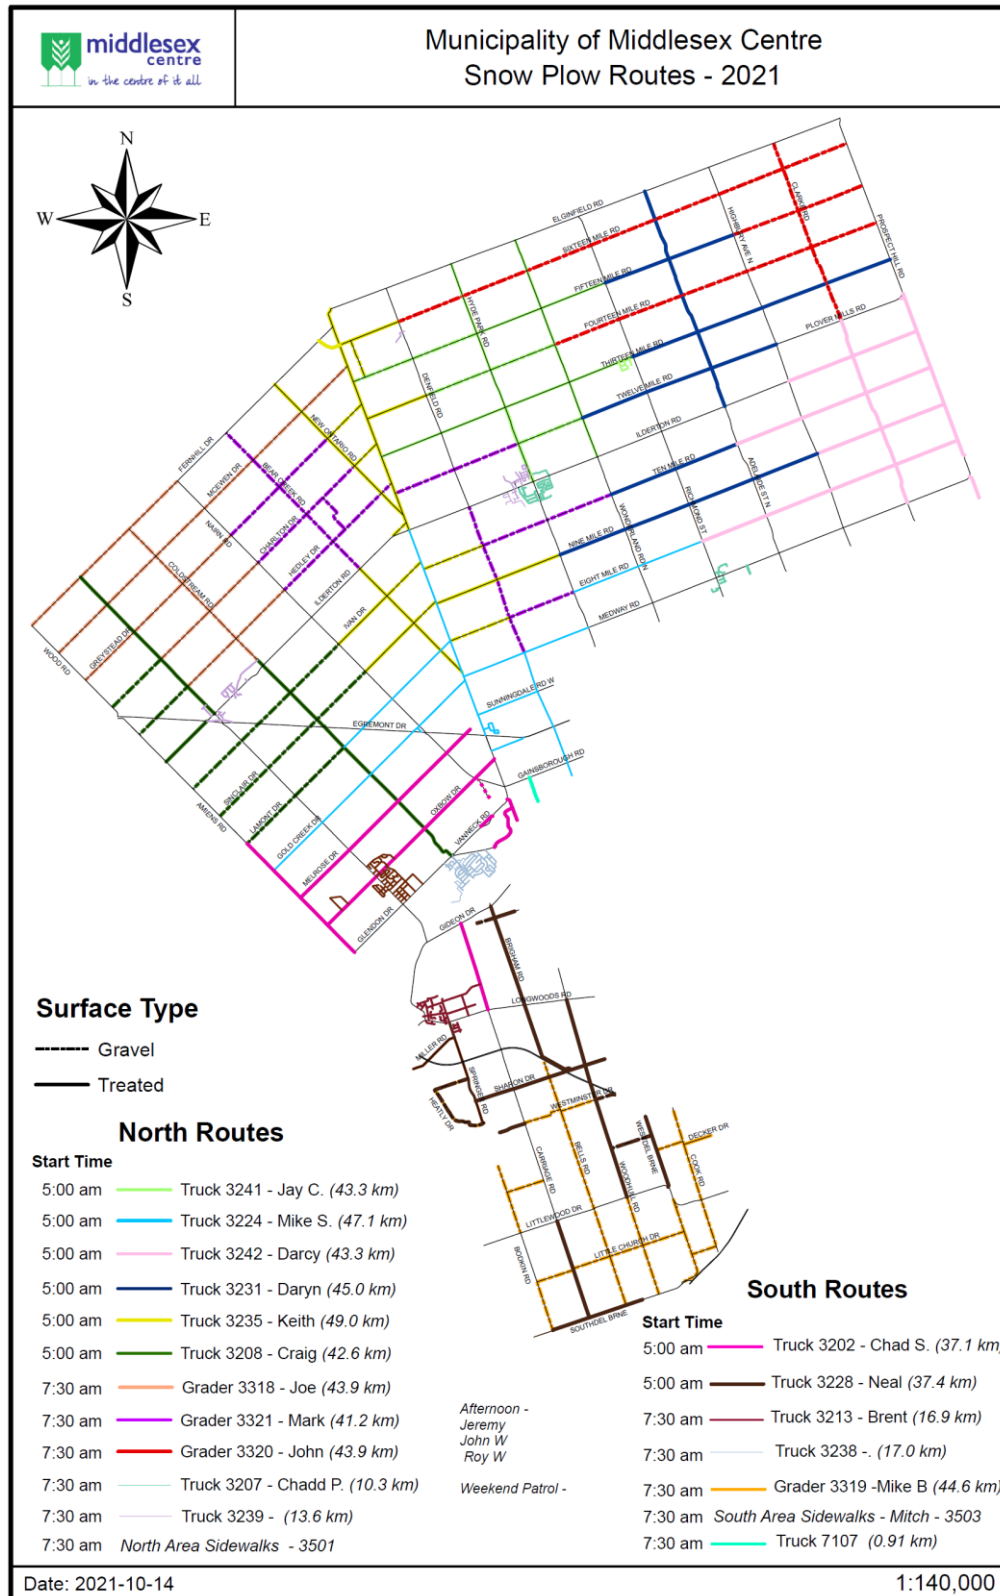 middlesex
centre
in the centre of it all
Municipality of Middlesex Centre
Snow Plow Routes - 2021
N
W
E
S
ELGINFIELD RD
SIXTEEN MILE RD
CLARKE RD
HIGHBURY AVE N
PROSPECT HILL RD
FIFTEEN MILE RD
HYDE PARK RD
FOURTEEN MILE RD
PLOVER MILLS RD
THIRTEEN MILE RD
DENFIELD RD
TWELVE MILE RD
NEW ONTARIO RD
ILDERTON RD
FERNHILL DR
MCEWEN DR
BEAR CREEK RD
TEN MILE RD
ADELAIDE ST N
NAIRN RD
CHARLTON DR
RICHMOND ST
WONDERLAND RD N
NINE MILE RD
HEDLEY DR
ILDERTON RD
EIGHT MILE RD
COLDSTREAM RD
MEDWAY RD
IVAN DR
GREYSTEAD DR
WOOD RD
SUNNINGDALE RD W
EGREMONT DR
GAINSBOROUGH RD
SINCLAIR DR
OXBOW DR
AMIENS RD
LAMONT DR
VANNECK RD
GOLD CREEK DR
MELROSE DR
GLENDON DR
GIDEON DR
BRIGHAM RD
LONGWOODS RD
MILLER RD
SPRINGER RD
SHARON DR
HEATLY DR
WESTMINSTER DR
WESTDEL BRNE
DECKER DR
CARRIAGE RD
BELLS RD
WOODHULL RD
COOK RD
LITTLEWOOD DR
LITTLE CHURCH DR
BODKIN RD
SOUTHDEL BRNE
Surface Type
Gravel
Treated
North Routes
Start Time
5:00 am Truck 3241 - Jay C. (43.3 km)
5:00 am Truck 3224 - Mike S. (47.1 km)
5:00 am Truck 3242 - Darcy (43.3 km)
5:00 am Truck 3231 - Daryn (45.0 km)
5:00 am Truck 3235 - Keith (49.0 km)
5:00 am Truck 3208 - Craig (42.6 km)
7:30 am Grader 3318 - Joe (43.9 km)
7:30 am Grader 3321 - Mark (41.2 km)
7:30 am Grader 3320 - John (43.9 km)
7:30 am Truck 3207 - Chadd P. (10.3 km)
7:30 am Truck 3239 - (13.6 km)
7:30 am North Area Sidewalks - 3501
Afternoon -
Jeremy
John W
Roy W
Weekend Patrol -
South Routes
Start Time
5:00 am Truck 3202 - Chad S. (37.1 km)
5:00 am Truck 3228 - Neal (37.4 km)
7:30 am Truck 3213 - Brent (16.9 km)
7:30 am Truck 3238 -. (17.0 km)
7:30 am Grader 3319 -Mike B (44.6 km)
7:30 am South Area Sidewalks - Mitch - 3503
7:30 am Truck 7107 (0.91 km)
Date: 2021-10-14
1:140,000